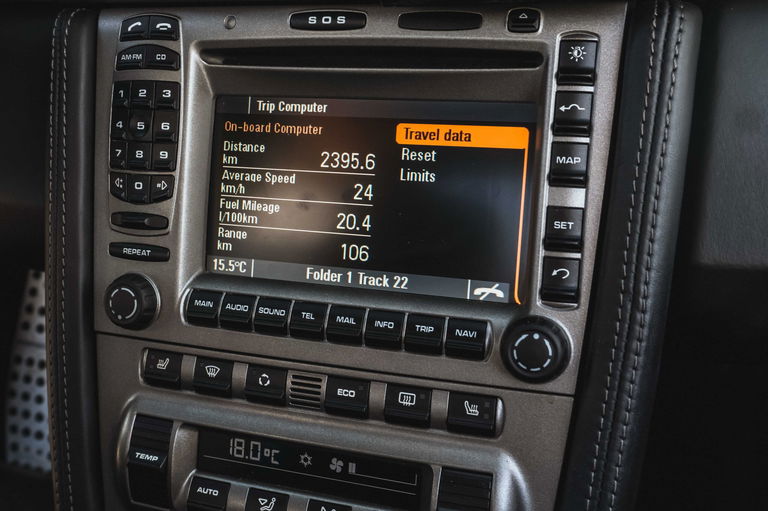 SOS
AM·FM CD
1 2 3
4 5 6
7 8 9
0
REPEAT
Trip Computer
On-board Computer
Distance
km 2395.6
Average Speed
km/h 24
Fuel Mileage
l/100km 20.4
Range
km 106
Travel data
Reset
Limits
15.5°C Folder 1 Track 22
MAP
SET
MAIN AUDIO SOUND TEL MAIL INFO TRIP NAVI
ECO
TEMP
18.0°C
AUTO